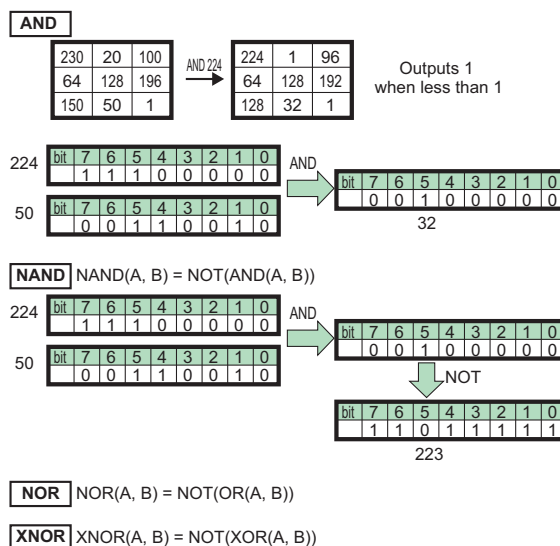 AND
230 20 100
64 128 196
150 50 1
AND 224
224 1 96
64 128 192
128 32 1
Outputs 1
when less than 1
224
bit 7 6 5 4 3 2 1 0
1 1 1 0 0 0 0 0
50
bit 7 6 5 4 3 2 1 0
0 0 1 1 0 0 1 0
AND
bit 7 6 5 4 3 2 1 0
0 0 1 0 0 0 0 0
32
NAND NAND(A, B) = NOT(AND(A, B))
224
bit 7 6 5 4 3 2 1 0
1 1 1 0 0 0 0 0
50
bit 7 6 5 4 3 2 1 0
0 0 1 1 0 0 1 0
AND
bit 7 6 5 4 3 2 1 0
0 0 1 0 0 0 0 0
NOT
bit 7 6 5 4 3 2 1 0
1 1 0 1 1 1 1 1
223
NOR NOR(A, B) = NOT(OR(A, B))
XNOR XNOR(A, B) = NOT(XOR(A, B))